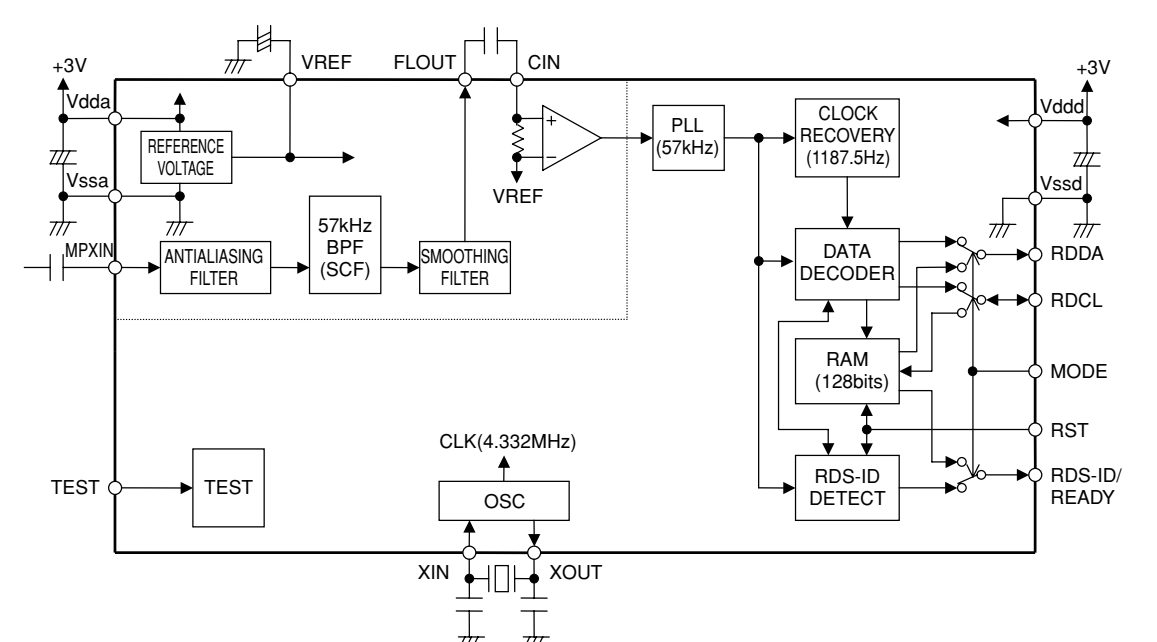 VREF
FLOUT
CIN
+3V
+3V
Vdda
Vddd
REFERENCE
VOLTAGE
PLL
(57kHz)
CLOCK
RECOVERY
(1187.5Hz)
Vssa
VREF
Vssd
MPXIN
ANTIALIASING
FILTER
57kHz
BPF
(SCF)
SMOOTHING
FILTER
DATA
DECODER
RDDA
RDCL
RAM
(128bits)
MODE
RST
CLK(4.332MHz)
TEST
TEST
OSC
RDS-ID
DETECT
RDS-ID/
READY
XIN
XOUT